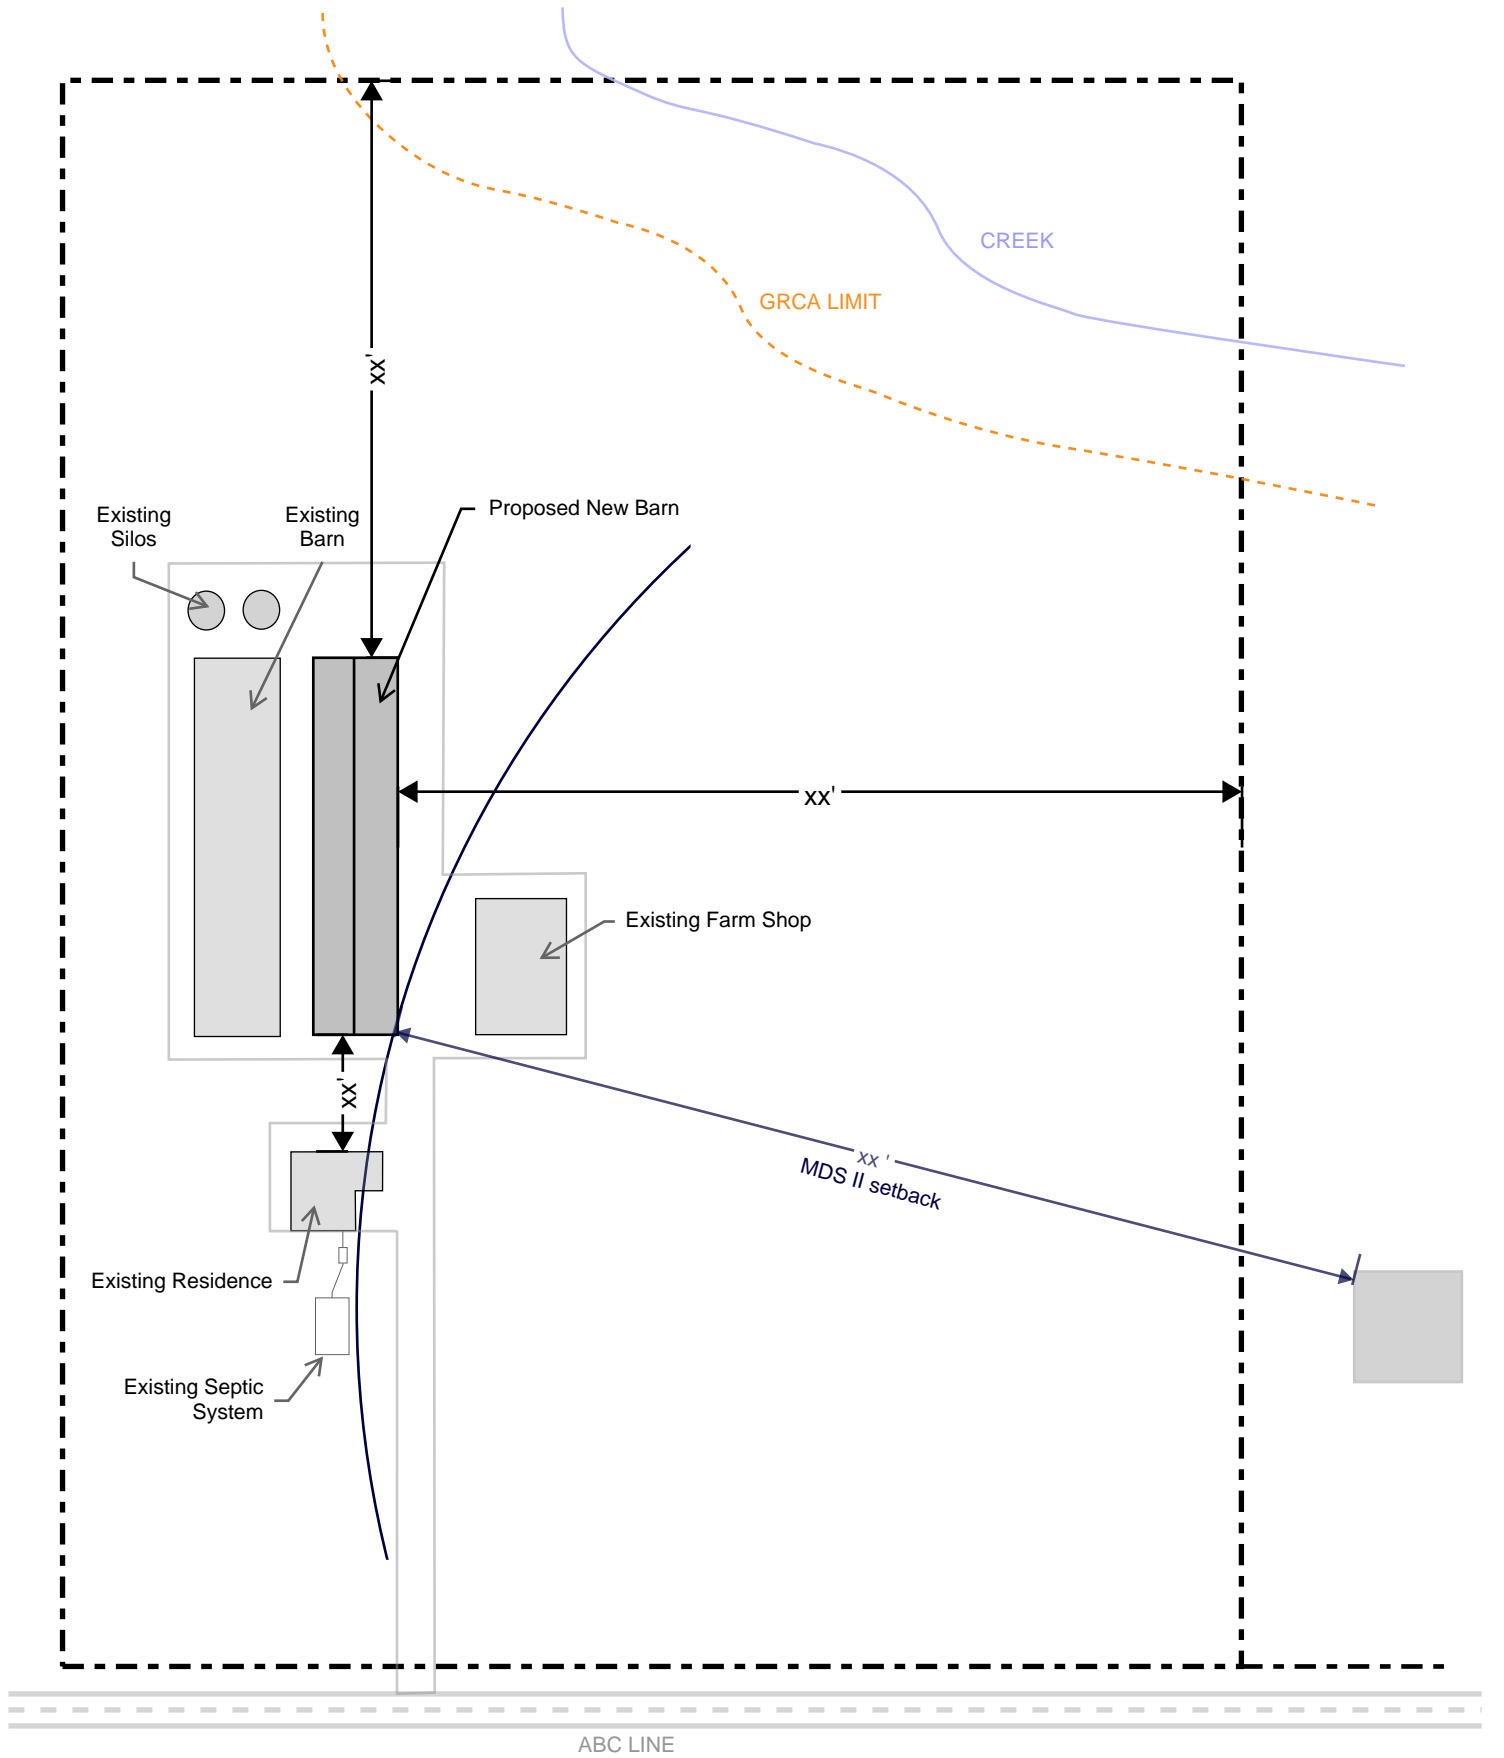 CREEK
GRCA LIMIT
xx'
Existing
Silos
Existing
Barn
Proposed New Barn
xx'
Existing Farm Shop
xx'
xx '
MDS II setback
Existing Residence
Existing Septic
System
ABC LINE